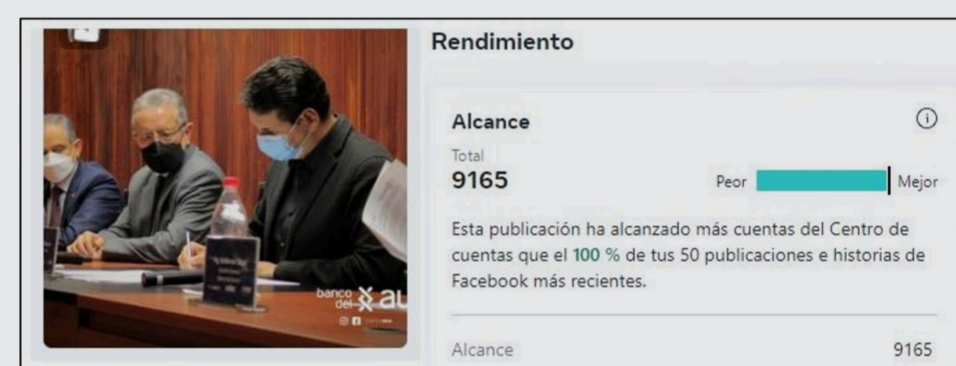 Rendimiento
Alcance
Total
9165
Peor
Mejor
Esta publicación ha alcanzado más cuentas del Centro de
cuentas que el 100 % de tus 50 publicaciones e historias de
Facebook más recientes.
Alcance 9165
banco
del au